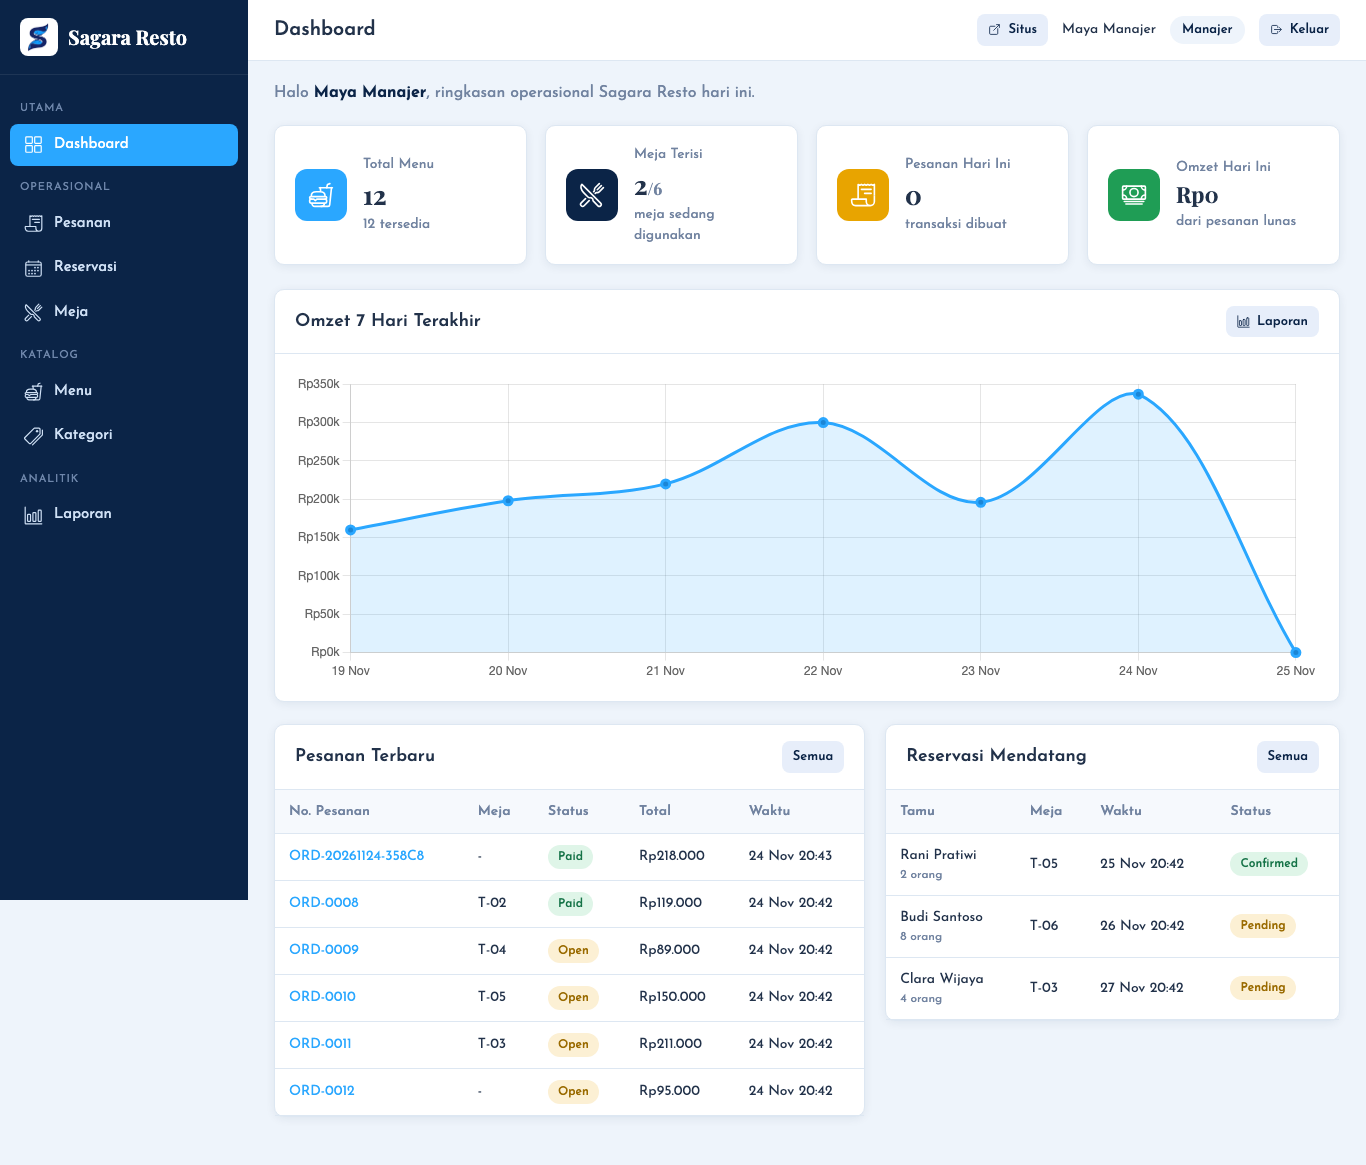 Sagara Resto
UTAMA
Dashboard
OPERASIONAL
Pesanan
Reservasi
Meja
KATALOG
Menu
Kategori
ANALITIK
Laporan
Dashboard
Situs
Maya Manajer
Manajer
Keluar
Halo Maya Manajer, ringkasan operasional Sagara Resto hari ini.
Total Menu
12
12 tersedia
Meja Terisi
2/6
meja sedang
digunakan
Pesanan Hari Ini
0
transaksi dibuat
Omzet Hari Ini
Rp0
dari pesanan lunas
Omzet 7 Hari Terakhir
Laporan
Rp350k
Rp300k
Rp250k
Rp200k
Rp150k
Rp100k
Rp50k
Rp0k
19 Nov 20 Nov 21 Nov 22 Nov 23 Nov 24 Nov 25 Nov
Pesanan Terbaru
Semua
No. Pesanan Meja Status Total Waktu
ORD-20261124-358C8 - Paid Rp218.000 24 Nov 20:43
ORD-0008 T-02 Paid Rp119.000 24 Nov 20:42
ORD-0009 T-04 Open Rp89.000 24 Nov 20:42
ORD-0010 T-05 Open Rp150.000 24 Nov 20:42
ORD-0011 T-03 Open Rp211.000 24 Nov 20:42
ORD-0012 - Open Rp95.000 24 Nov 20:42
Reservasi Mendatang
Semua
Tamu Meja Waktu Status
Rani Pratiwi
2 orang
T-05 25 Nov 20:42 Confirmed
Budi Santoso
8 orang
T-06 26 Nov 20:42 Pending
Clara Wijaya
4 orang
T-03 27 Nov 20:42 Pending